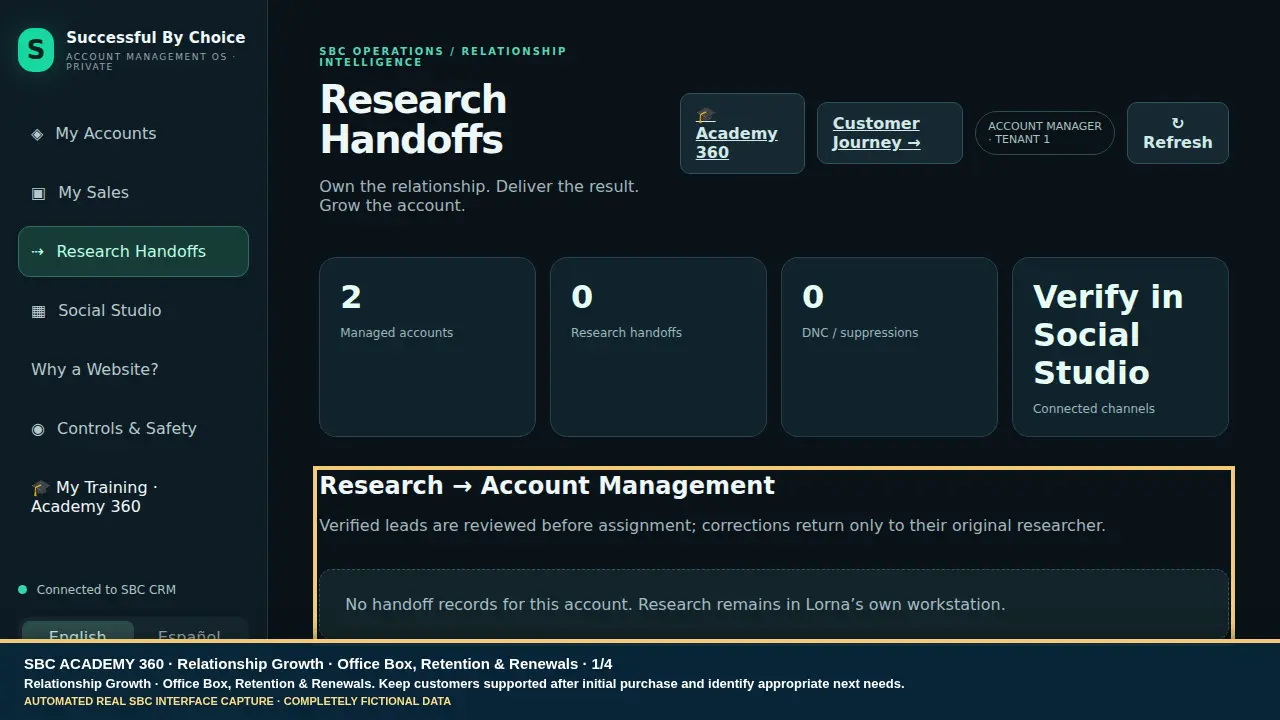 S
Successful By Choice
ACCOUNT MANAGEMENT OS ·
PRIVATE
◈ My Accounts
▣ My Sales
⇢ Research Handoffs
▦ Social Studio
Why a Website?
◉ Controls & Safety
🎓 My Training ·
Academy 360
Connected to SBC CRM
English Español
SBC OPERATIONS / RELATIONSHIP
INTELLIGENCE
Research
Handoffs
Own the relationship. Deliver the result.
Grow the account.
🎓
Academy
360
Customer
Journey →
ACCOUNT MANAGER
· TENANT 1
↻
Refresh
2
Managed accounts
0
Research handoffs
0
DNC / suppressions
Verify in
Social
Studio
Connected channels
Research → Account Management
Verified leads are reviewed before assignment; corrections return only to their original researcher.
No handoff records for this account. Research remains in Lorna’s own workstation.
SBC ACADEMY 360 · Relationship Growth · Office Box, Retention & Renewals · 1/4
Relationship Growth · Office Box, Retention & Renewals. Keep customers supported after initial purchase and identify appropriate next needs.
AUTOMATED REAL SBC INTERFACE CAPTURE · COMPLETELY FICTIONAL DATA